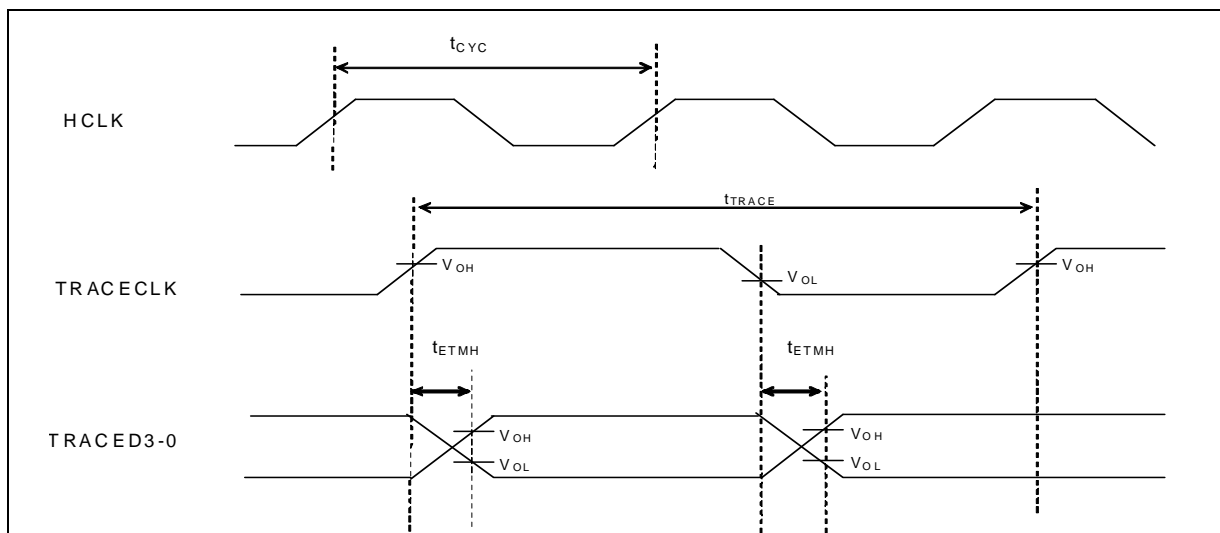 tCYC
HCLK
tTRACE
VOH
VOL
VOH
TRACECLK
tETMH
tETMH
TRACED3-0
VOH
VOH
VOL
VOL